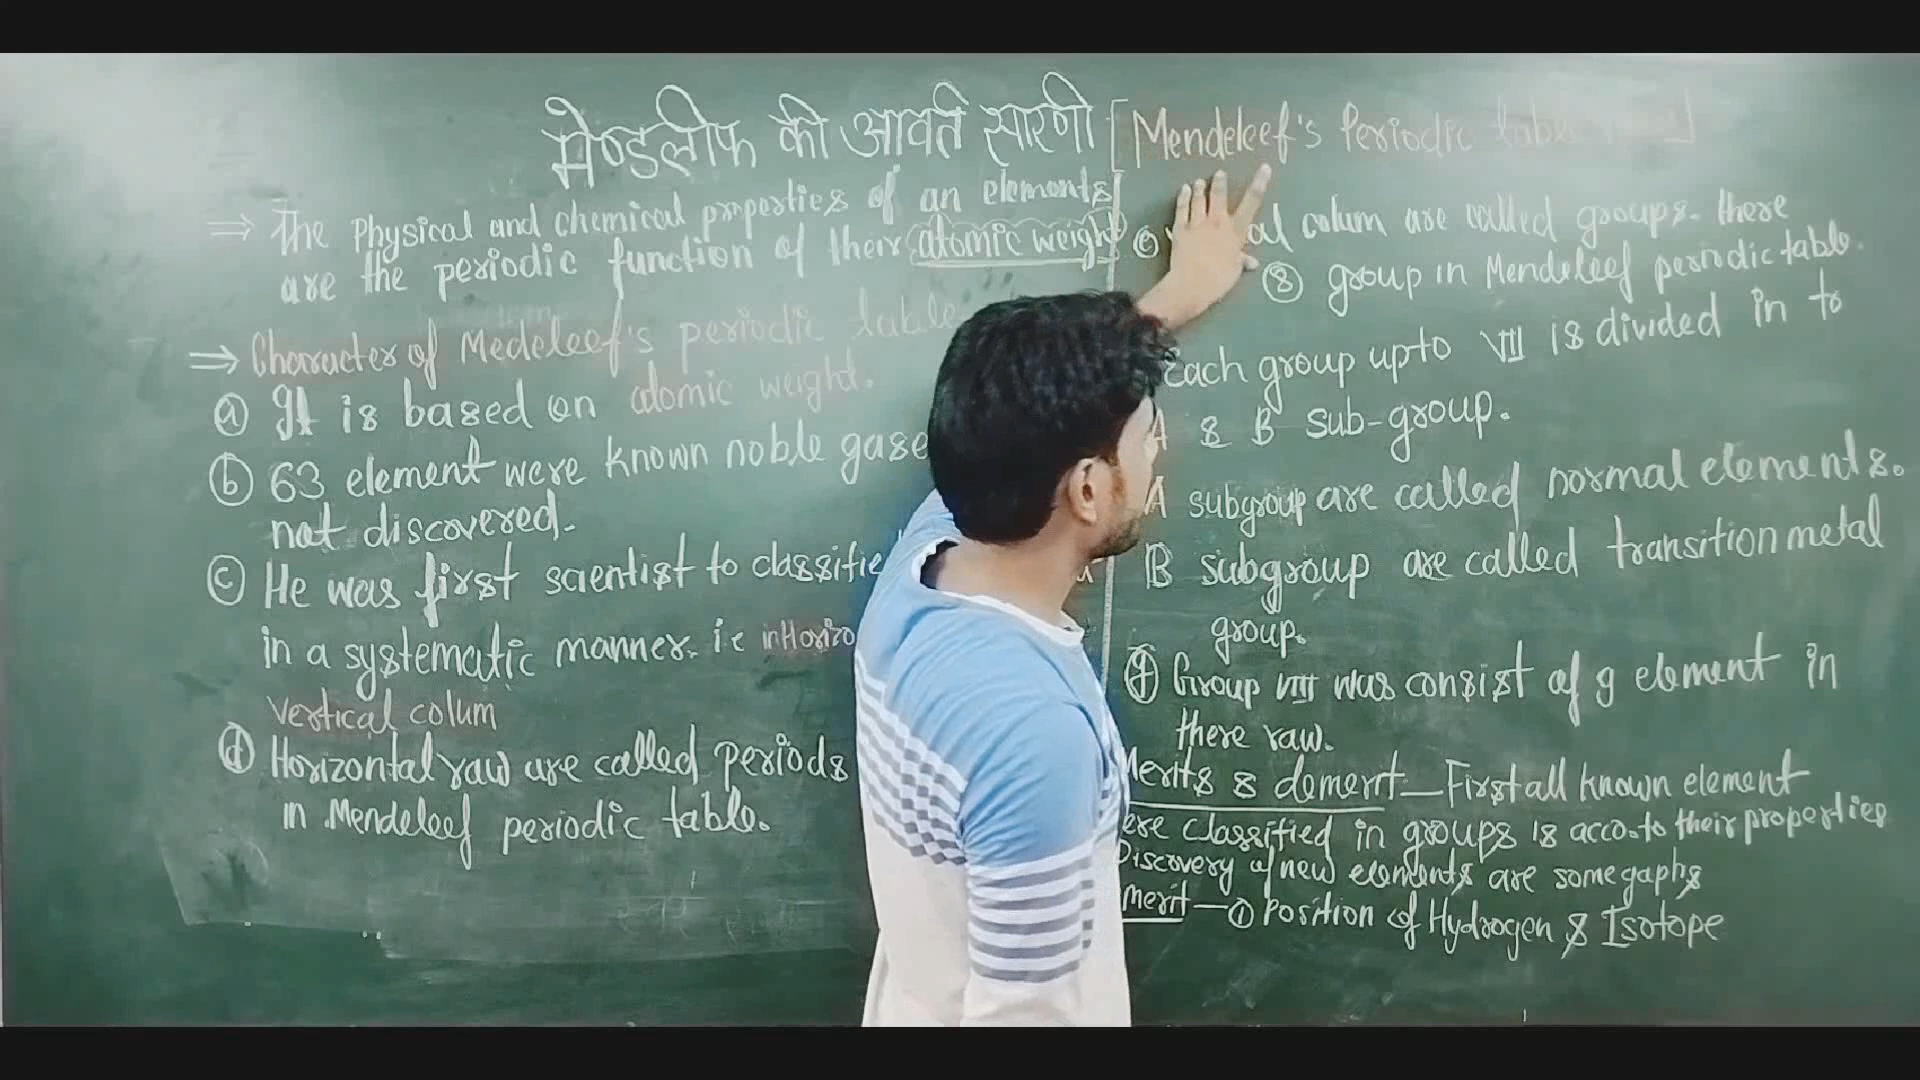 मेण्डलीफ की आवर्त सारणी [Mendeleef's Periodic table
⇒ The Physical and chemical properties of an elements
are the periodic function of their atomic weight
⇒ Character of Medeleef's periodic table
ⓐ It is based on atomic weight.
ⓑ 63 element were known noble gase
not discovered.
ⓒ He was first scientist to classifie
in a systematic manner. i.e in Horizo
vertical colum
ⓓ Horizontal raw are called periods
in Mendeleef periodic table.
ⓔ al colum are called groups. there
⑧ group in Mendeleef periodic table.
Each group upto VII is divided in to
A & B sub-group.
A subgroup are called normal elements.
B subgroup are called transition metal
group.
ⓖ Group VIII was consist of 9 element in
there raw.
Merits & demerit — First all known element
ere classified in groups is acco. to their properties
Discovery of new elements are some gaphs
merit — ① Position of Hydrogen & Isotope